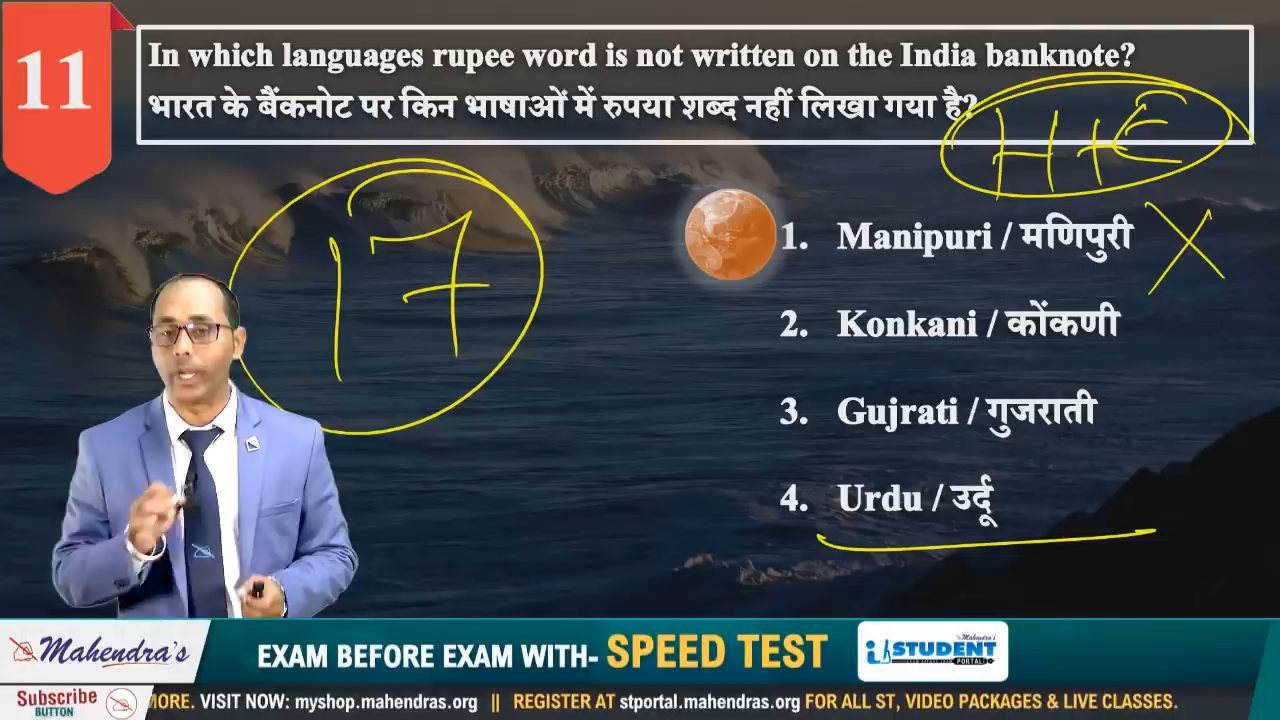 11
In which languages rupee word is not written on the India banknote?
भारत के बैंकनोट पर किन भाषाओं में रुपया शब्द नहीं लिखा गया है?
H+E
17
1. Manipuri / मणिपुरी X
2. Konkani / कोंकणी
3. Gujrati / गुजराती
4. Urdu / उर्दू
Mahendra's
EXAM BEFORE EXAM WITH- SPEED TEST
Mahendra's
STUDENT
PORTAL
Subscribe
BUTTON
MORE. VISIT NOW: myshop.mahendras.org || REGISTER AT stportal.mahendras.org FOR ALL ST, VIDEO PACKAGES & LIVE CLASSES.